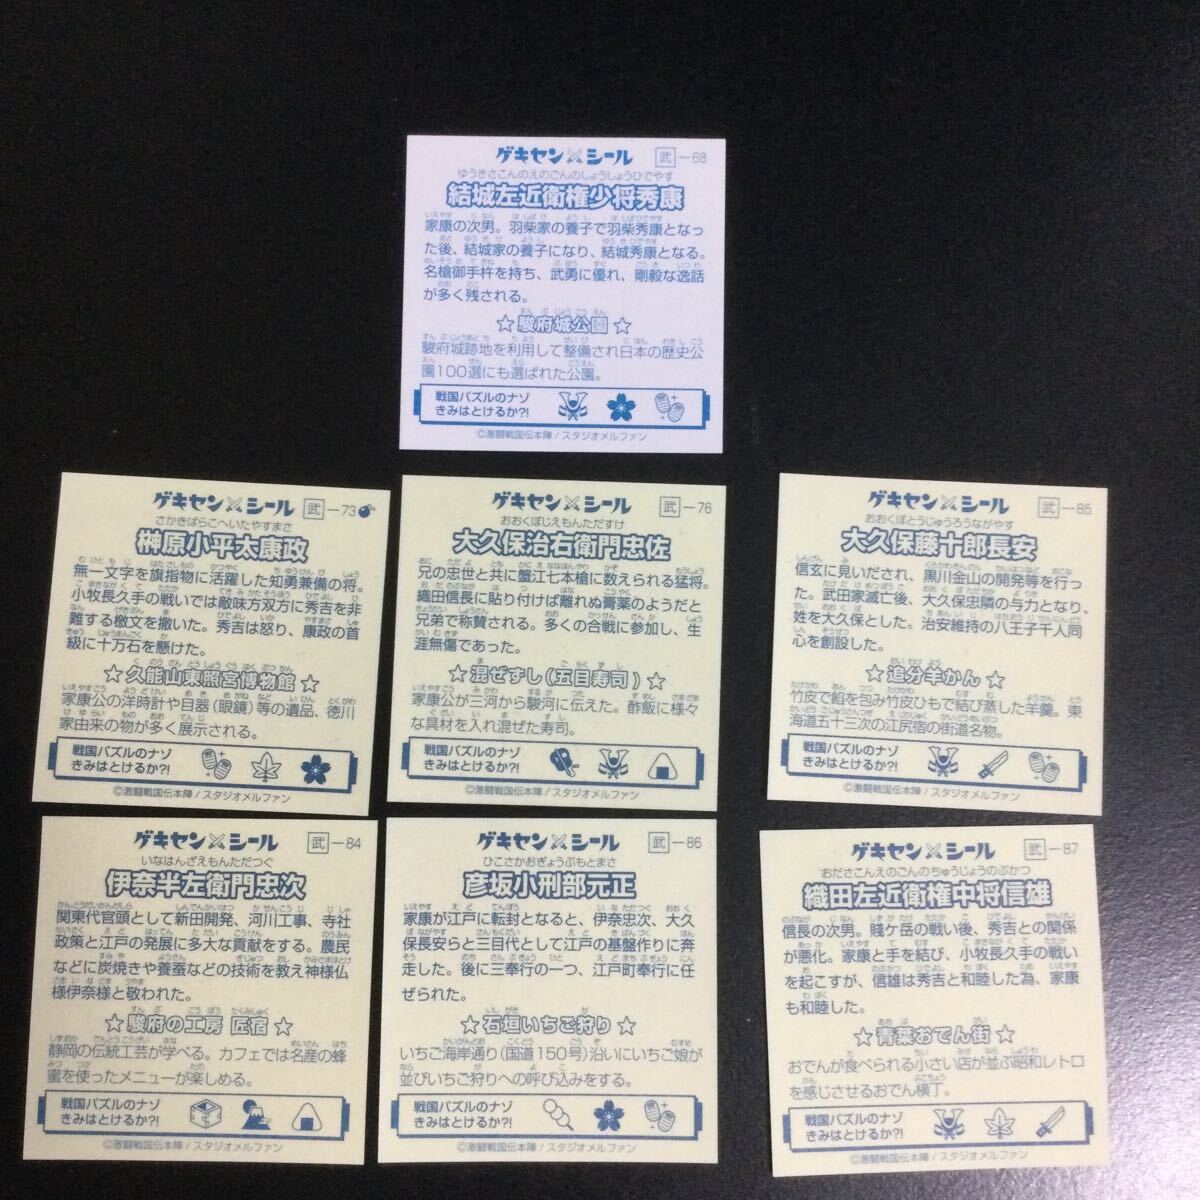 ゲキセン×シール 武-68
ゆうきさこんのえのごんのしょうしょうひでやす
結城左近衛権少将秀康
家康の次男。羽柴家の養子で羽柴秀康となっ
た後、結城家の養子になり、結城秀康となる。
名槍御手杵を持ち、武勇に優れ、剛毅な逸話
が多く残される。
☆駿府城公園☆
駿府城跡地を利用して整備され日本の歴史公
園100選にも選ばれた公園。
戦国パズルのナゾ
きみはとけるか?!
©激闘戦国伝本陣/スタジオメルファン
ゲキセン×シール 武-73
さかきばらこへいたやすまさ
榊原小平太康政
無一文字を旗指物に活躍した知勇兼備の将。
小牧長久手の戦いでは敵味方双方に秀吉を非
難する檄文を撒いた。秀吉は怒り、康政の首
級に十万石を懸けた。
☆久能山東照宮博物館☆
家康公の洋時計や目器(眼鏡)等の遺品、徳川
家由来の物が多く展示される。
戦国パズルのナゾ
きみはとけるか?!
©激闘戦国伝本陣/スタジオメルファン
ゲキセン×シール 武-76
おおくぼじえもんただすけ
大久保治右衛門忠佐
兄の忠世と共に蟹江七本槍に数えられる猛将。
織田信長に貼り付けば離れぬ膏薬のようだと
兄弟で称賛される。多くの合戦に参加し、生
涯無傷であった。
☆混ぜずし(五目寿司)☆
家康公が三河から駿河に伝えた。酢飯に様々
な具材を入れ混ぜた寿司。
戦国パズルのナゾ
きみはとけるか?!
©激闘戦国伝本陣/スタジオメルファン
ゲキセン×シール 武-85
おおくぼとうじゅうろうながやす
大久保藤十郎長安
信玄に見いだされ、黒川金山の開発等を行っ
た。武田家滅亡後、大久保忠隣の与力となり、
姓を大久保とした。治安維持の八王子千人同
心を創設した。
☆追分羊かん☆
竹皮で餡を包み竹皮ひもで結び蒸した羊羹。東
海道五十三次の江尻宿の街道名物。
戦国パズルのナゾ
きみはとけるか?!
©激闘戦国伝本陣/スタジオメルファン
ゲキセン×シール 武-84
いなはんざえもんただつぐ
伊奈半左衛門忠次
関東代官頭として新田開発、河川工事、寺社
政策と江戸の発展に多大な貢献をする。農民
などに炭焼きや養蚕などの技術を教え神様仏
様伊奈様と敬われた。
☆駿府の工房 匠宿☆
静岡の伝統工芸が学べる。カフェでは名産の蜂
蜜を使ったメニューが楽しめる。
戦国パズルのナゾ
きみはとけるか?!
©激闘戦国伝本陣/スタジオメルファン
ゲキセン×シール 武-86
ひこさかおぎょうぶもとまさ
彦坂小刑部元正
家康が江戸に転封となると、伊奈忠次、大久
保長安らと三目代として江戸の基盤作りに奔
走した。後に三奉行の一つ、江戸町奉行に任
ぜられた。
☆石垣いちご狩り☆
いちご海岸通り(国道150号)沿いにいちご娘が
並びいちご狩りへの呼び込みをする。
戦国パズルのナゾ
きみはとけるか?!
©激闘戦国伝本陣/スタジオメルファン
ゲキセン×シール 武-87
おださこんえのごんのちゅうじょうのぶかつ
織田左近衛権中将信雄
信長の次男。賤ケ岳の戦い後、秀吉との関係
が悪化。家康と手を結び、小牧長久手の戦い
を起こすが、信雄は秀吉と和睦した為、家康
も和睦した。
☆青葉おでん街☆
おでんが食べられる小さい店が並ぶ昭和レトロ
を感じさせるおでん横丁。
戦国パズルのナゾ
きみはとけるか?!
©激闘戦国伝本陣/スタジオメルファン